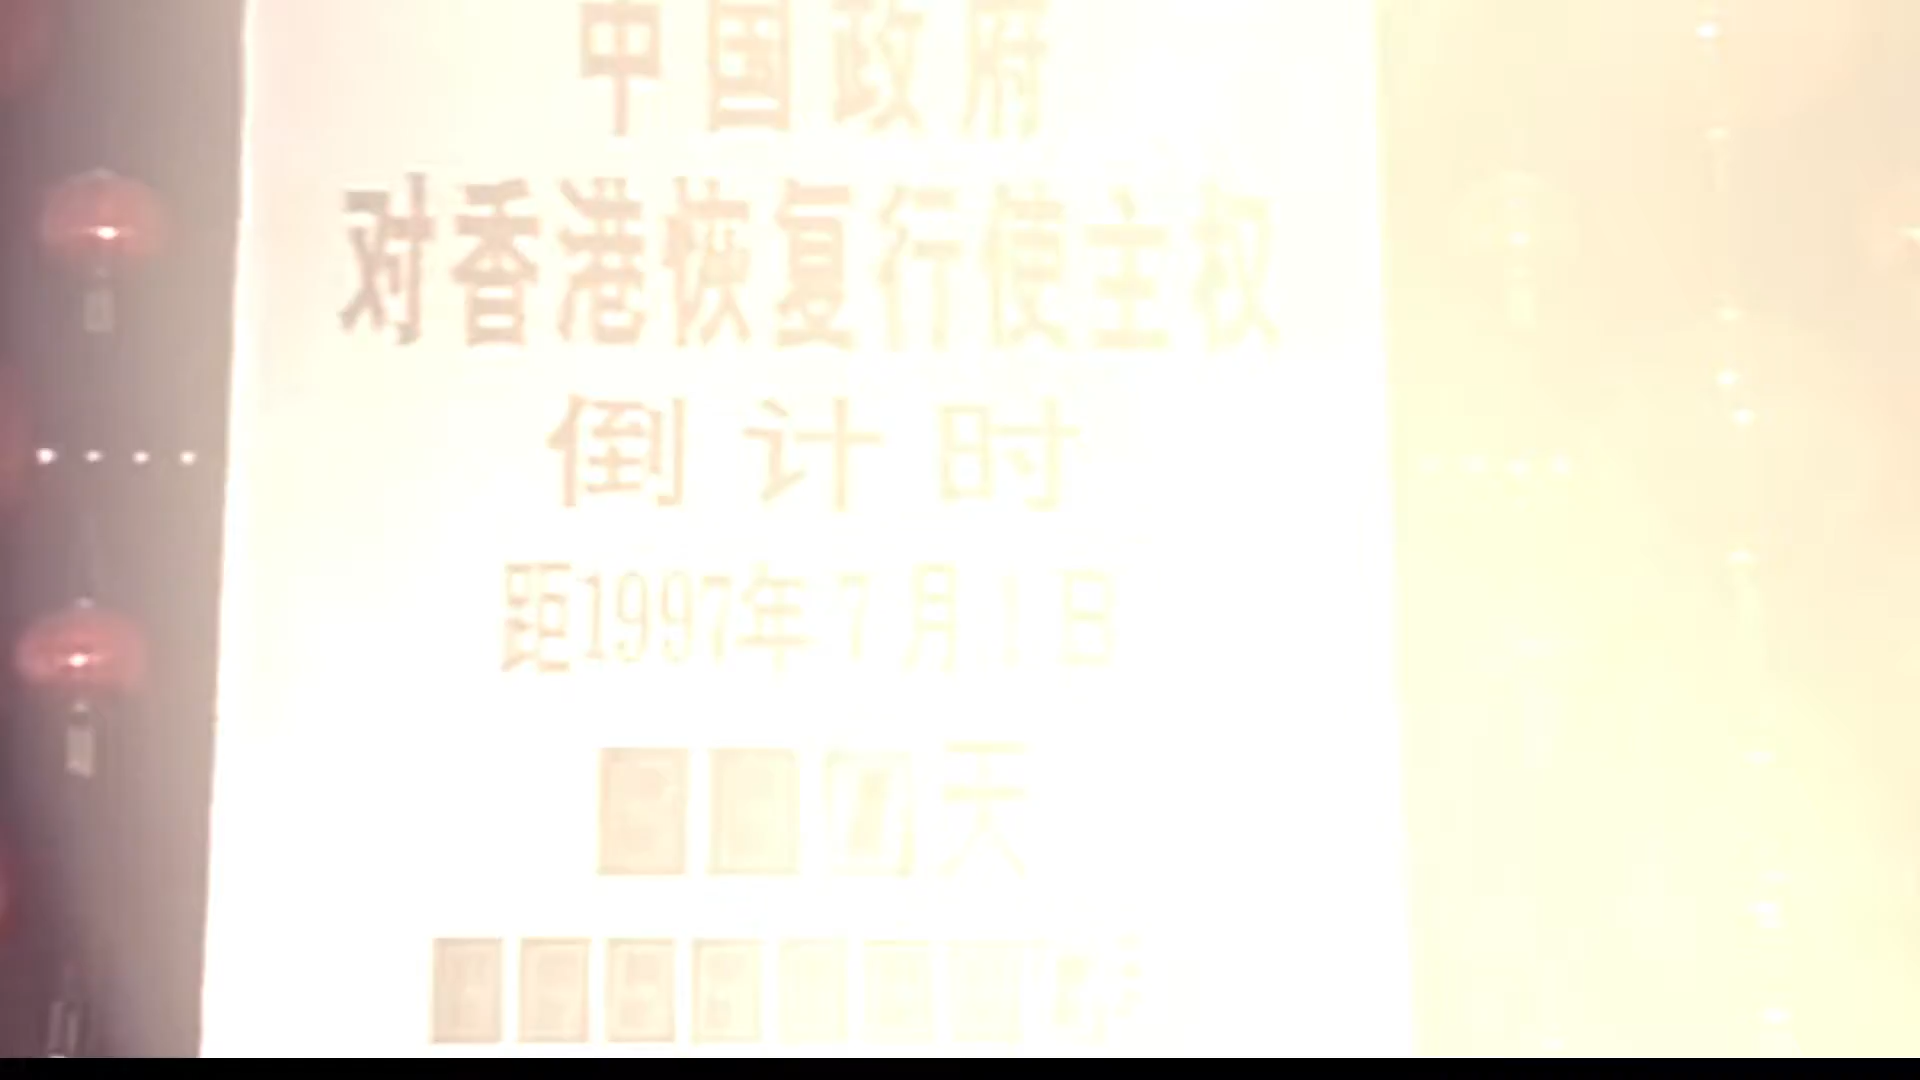 中国政府
对香港恢复行使主权
倒计时
距1997年7月1日
天